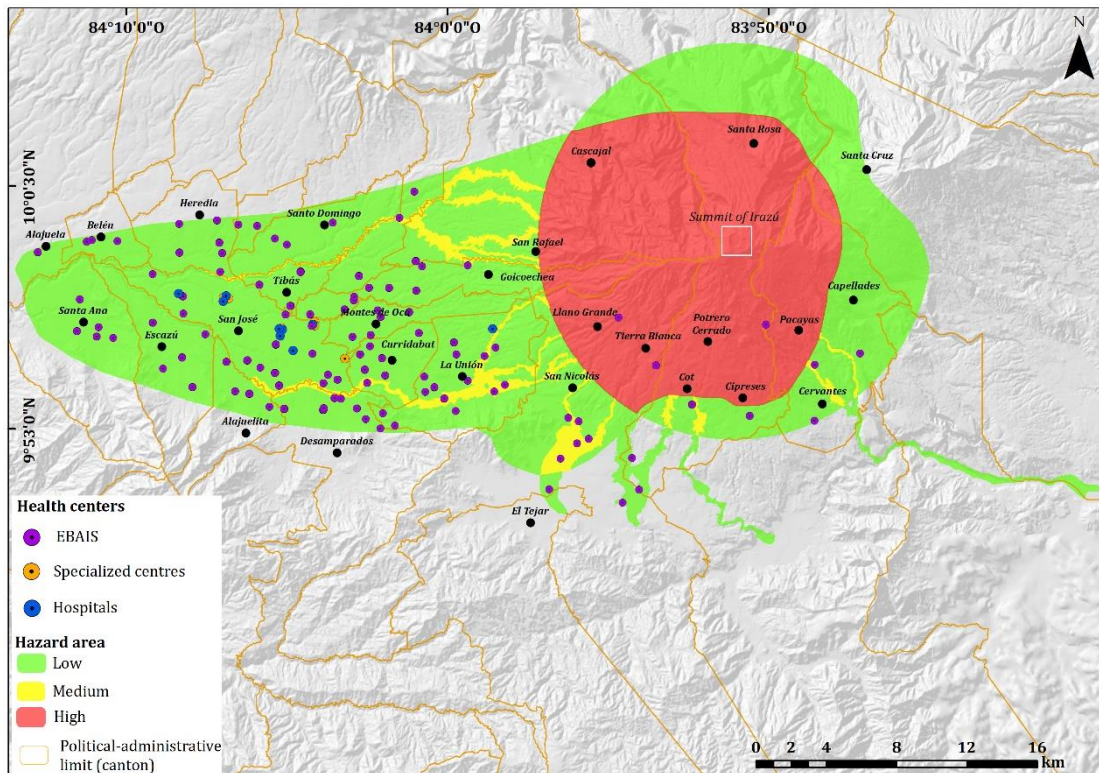 84°10'0"O
84°0'0"O
83°50'0"O
N
10°0'30"N
9°53'0"N
Santa Rosa
Cascajal
Santa Cruz
Summit of Irazú
Heredia
Santo Domingo
Belén
Alajuela
San Rafael
Goicoechea
Tibás
Capellades
Santa Ana
San José
Montes de Oca
Llano Grande
Potrero
Cerrado
Pacayas
Escazú
Curridabat
Tierra Blanca
La Unión
San Nicolás
Cot
Cipreses
Cervantes
Alajuelita
Desamparados
El Tejar
Health centers
EBAIS
Specialized centres
Hospitals
Hazard area
Low
Medium
High
Political-administrative
limit (canton)
0 2 4 8 12 16
km